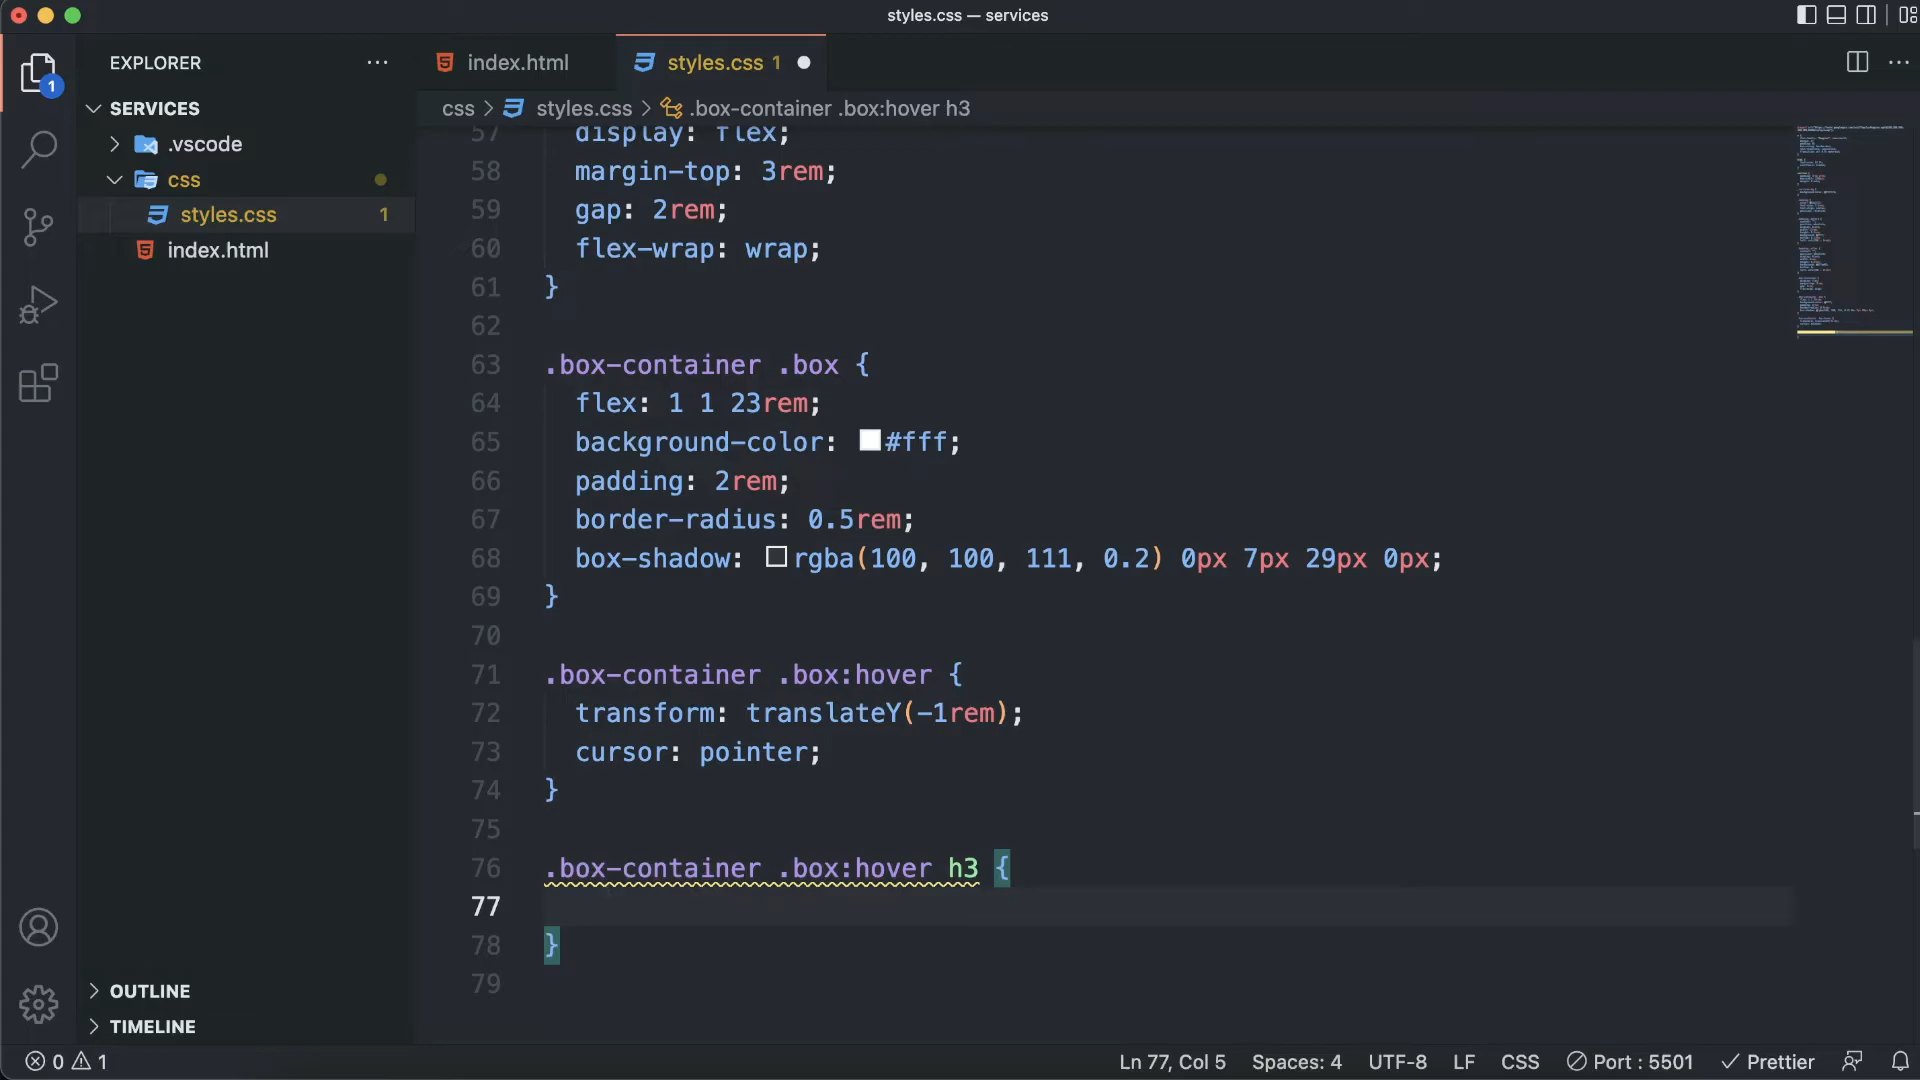 styles.css — services
EXPLORER
1
SERVICES
.vscode
css
styles.css 1
index.html
OUTLINE
TIMELINE
index.html
styles.css 1
css > styles.css > .box-container .box:hover h3
57 display: flex;
58 margin-top: 3rem;
59 gap: 2rem;
60 flex-wrap: wrap;
61 }
62
63 .box-container .box {
64 flex: 1 1 23rem;
65 background-color: #fff;
66 padding: 2rem;
67 border-radius: 0.5rem;
68 box-shadow: rgba(100, 100, 111, 0.2) 0px 7px 29px 0px;
69 }
70
71 .box-container .box:hover {
72 transform: translateY(-1rem);
73 cursor: pointer;
74 }
75
76 .box-container .box:hover h3 {
77
78 }
79
0 1 Ln 77, Col 5 Spaces: 4 UTF-8 LF CSS Port : 5501 Prettier